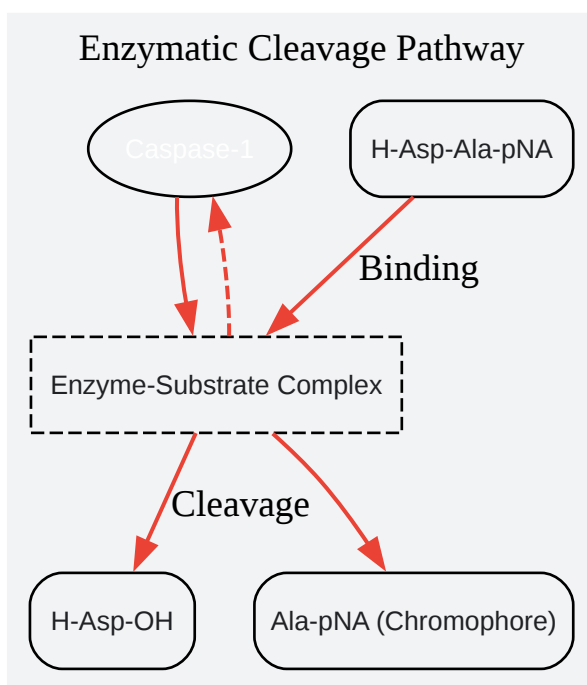 Enzymatic Cleavage Pathway
Caspase-1
H-Asp-Ala-pNA
Binding
Enzyme-Substrate Complex
Cleavage
H-Asp-OH
Ala-pNA (Chromophore)